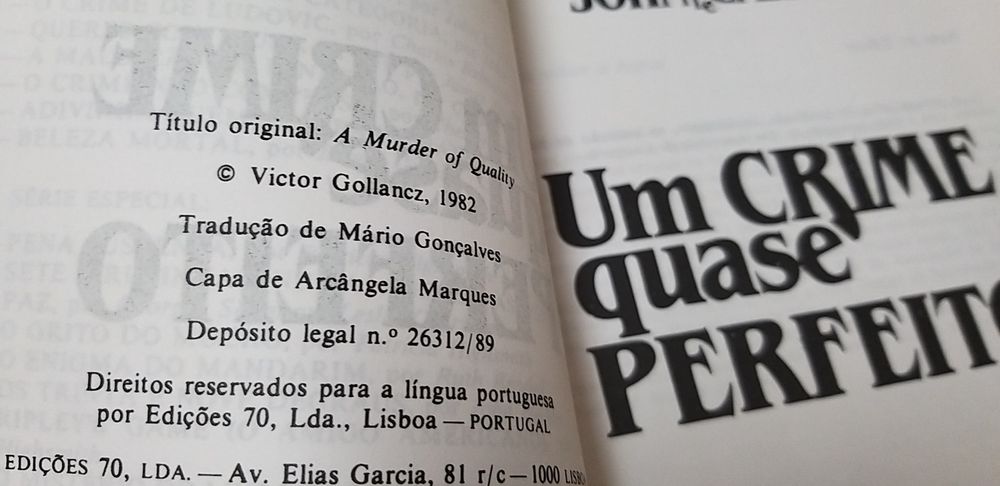 Título original: A Murder of Quality
© Victor Gollancz, 1982
Tradução de Mário Gonçalves
Capa de Arcângela Marques
Depósito legal n.º 26312/89
Direitos reservados para a língua portuguesa
por Edições 70, Lda., Lisboa — PORTUGAL
EDIÇÕES 70, LDA. — Av. Elias Garcia, 81 r/c — 1000
Um CRIME
quase
PERFEITO